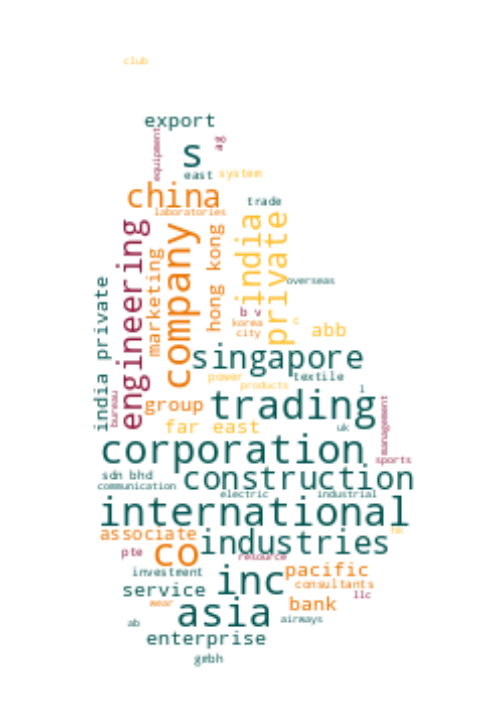 club
export
equipment
s
ag
east
system
china
laboratories
trade
engineering
marketing
company
hong kong
india
private
overseas
india private
b v
korea
c
city
abb
singapore
power
textile
products
l
bureau
group
trading
management
far east
uk
corporation
sports
sdn bhd
construction
communication
electric
industrial
international
associate
hk
industries
pte
co
resource
investment
inc
pacific
consultants
service
llc
wear
asia
bank
ab
airways
enterprise
gmbh